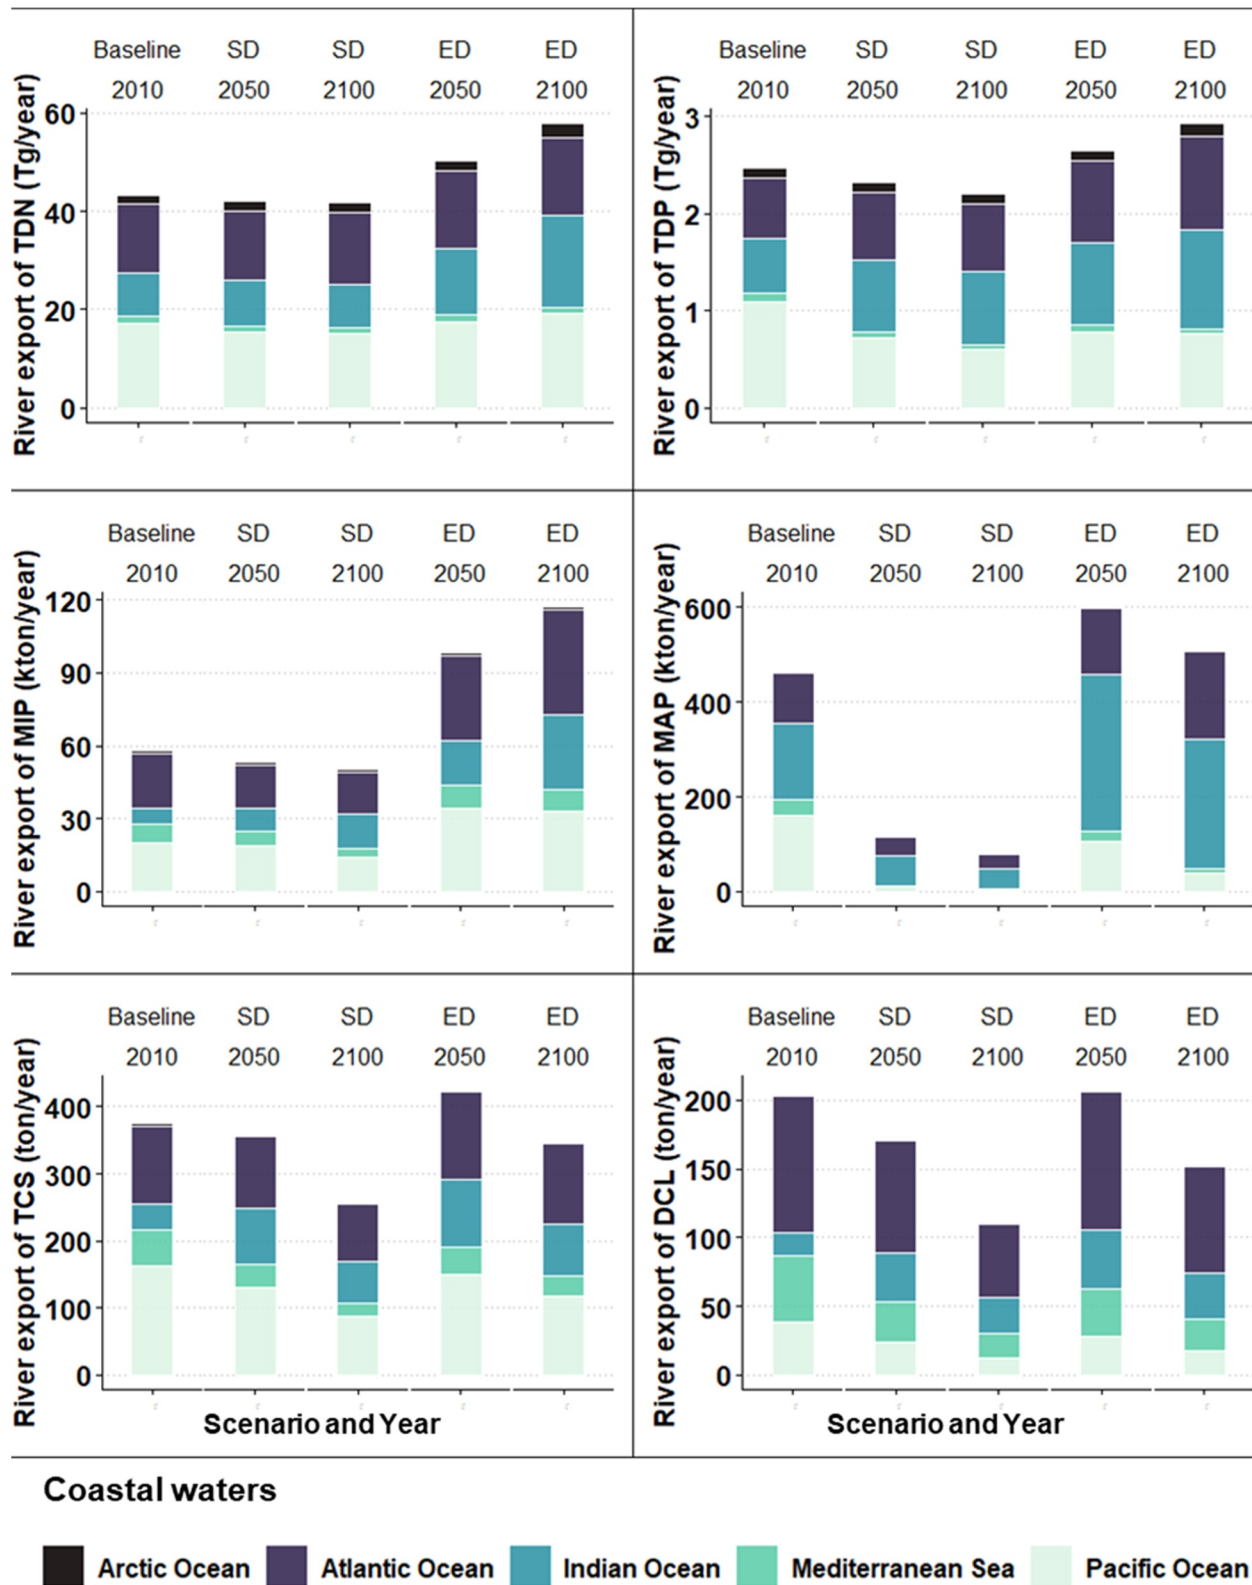 Baseline SD SD ED ED
2010 2050 2100 2050 2100
River export of TDN (Tg/year)
60
40
20
0
Baseline SD SD ED ED
2010 2050 2100 2050 2100
River export of TDP (Tg/year)
3
2
1
0
Baseline SD SD ED ED
2010 2050 2100 2050 2100
River export of MIP (kton/year)
120
90
60
30
0
Baseline SD SD ED ED
2010 2050 2100 2050 2100
River export of MAP (kton/year)
600
400
200
0
Baseline SD SD ED ED
2010 2050 2100 2050 2100
River export of TCS (ton/year)
400
300
200
100
0
Scenario and Year
Baseline SD SD ED ED
2010 2050 2100 2050 2100
River export of DCL (ton/year)
200
150
100
50
0
Scenario and Year
Coastal waters
Arctic Ocean Atlantic Ocean Indian Ocean Mediterranean Sea Pacific Ocean